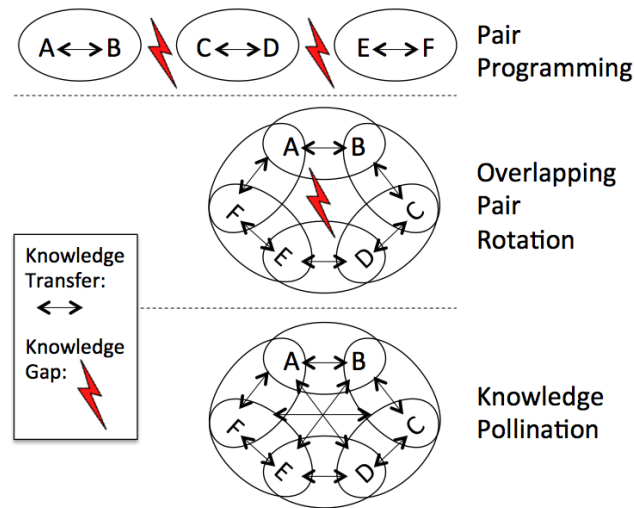 A B C D E F
Pair
Programming
A B
F C
E D
Overlapping
Pair
Rotation
Knowledge
Transfer:
Knowledge
Gap:
A B
F C
E D
Knowledge
Pollination